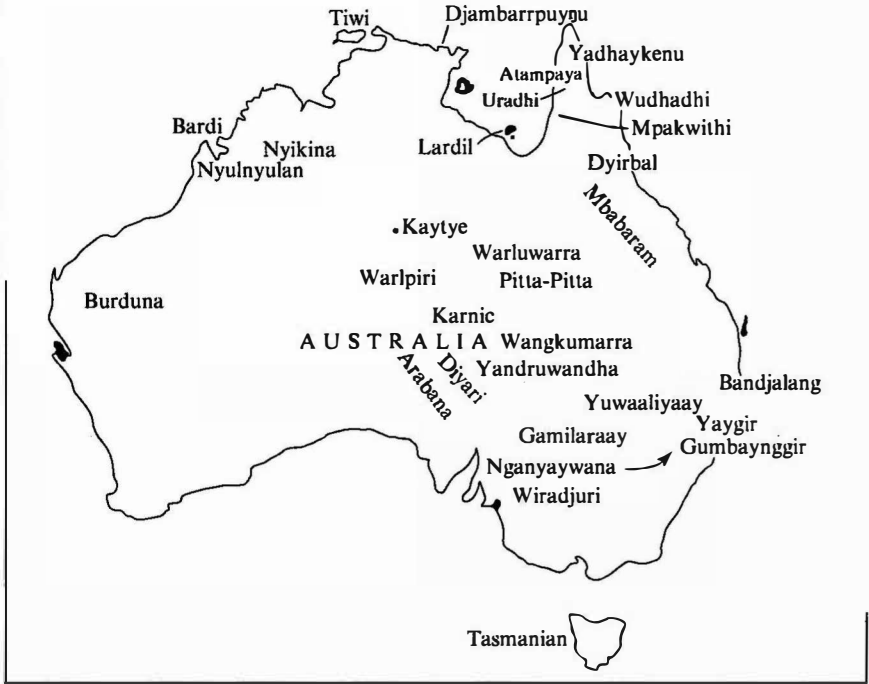 Tiwi
Djambarrpuyŋu
Yadhaykenu
Atampaya
Uradhi
Wudhadhi
Bardi
Mpakwithi
Nyikina
Lardil
Nyulnyulan
Dyirbal
Mbabaram
Kaytye
Warluwarra
Warlpiri
Pitta-Pitta
Burduna
Karnic
AUSTRALIA
Wangkumarra
Arabana
Diyari
Yandruwandha
Bandjalang
Yuwaaliyaay
Yaygir
Gamilaraay
Gumbaynggir
Nganyaywana
Wiradjuri
Tasmanian